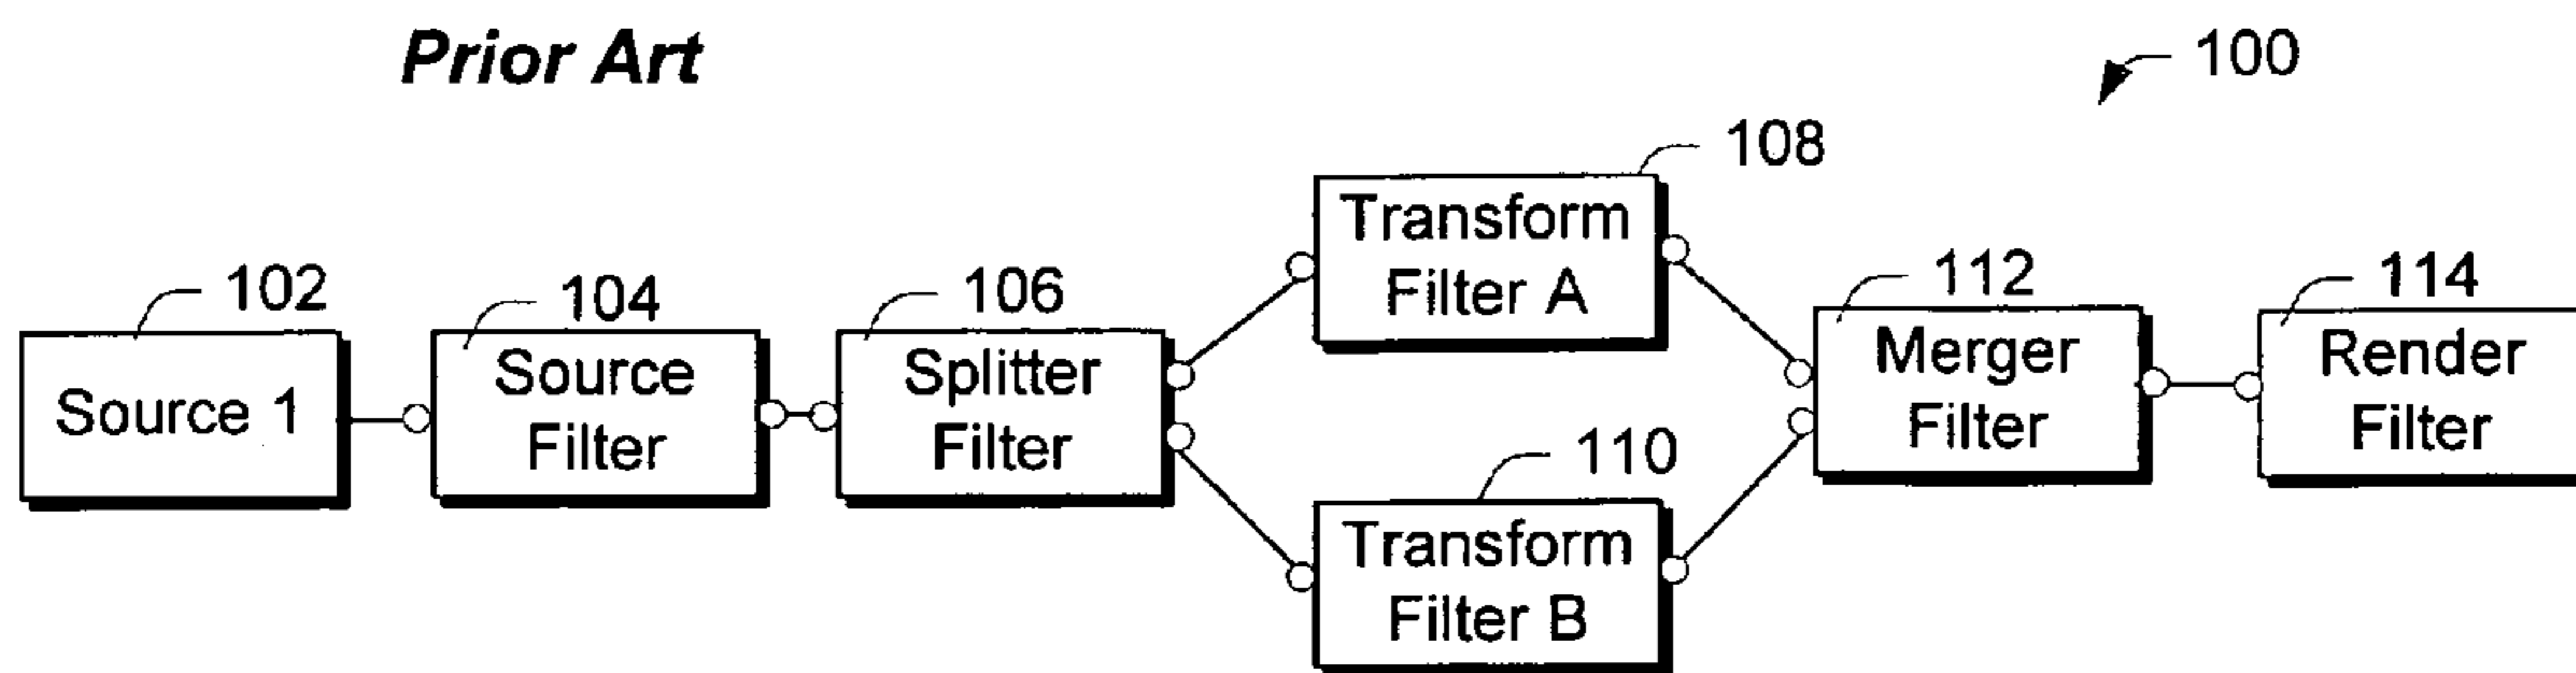 Prior Art
100
102
Source 1
104
Source
Filter
106
Splitter
Filter
108
Transform
Filter A
110
Transform
Filter B
112
Merger
Filter
114
Render
Filter